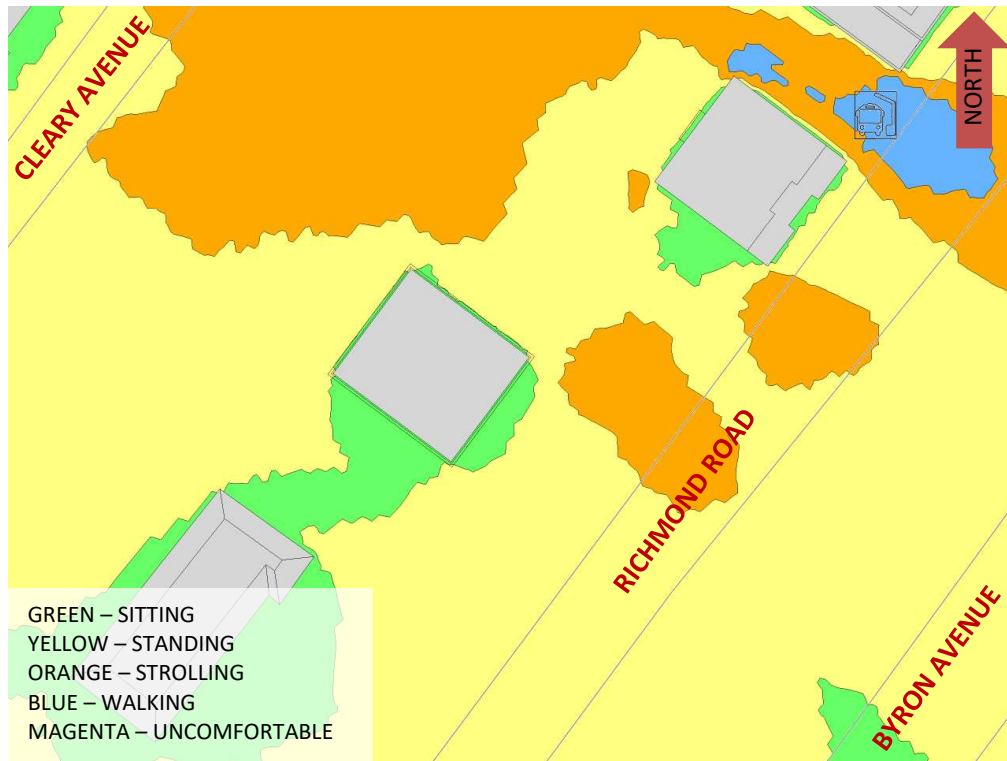 CLEARY AVENUE
NORTH
RICHMOND ROAD
BYRON AVENUE
GREEN – SITTING
YELLOW – STANDING
ORANGE – STROLLING
BLUE – WALKING
MAGENTA – UNCOMFORTABLE